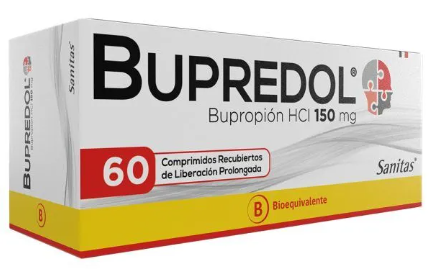 BUPREDOL®
Bupropión HCl 150 mg
60
Comprimidos Recubiertos
de Liberación Prolongada
Sanitas®
B Bioequivalente
Sanitas®
BUPREDOL®
B